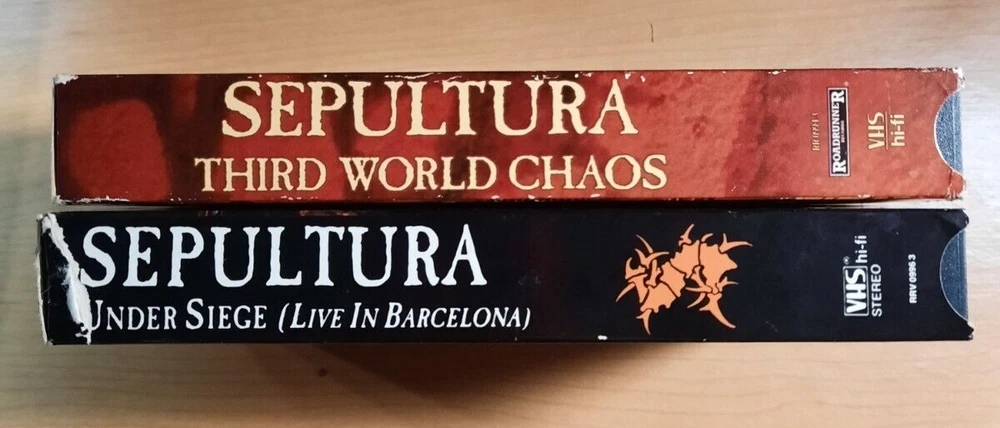 SEPULTURA
THIRD WORLD CHAOS
ROADRUNNER
VHS
hi-fi
SEPULTURA
UNDER SIEGE (LIVE IN BARCELONA)
VHS® hi-fi
STEREO
RRV 0996 3